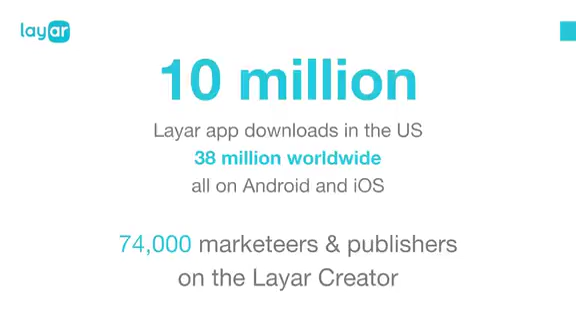 layar
10 million
Layar app downloads in the US
38 million worldwide
all on Android and iOS
74,000 marketeers & publishers
on the Layar Creator